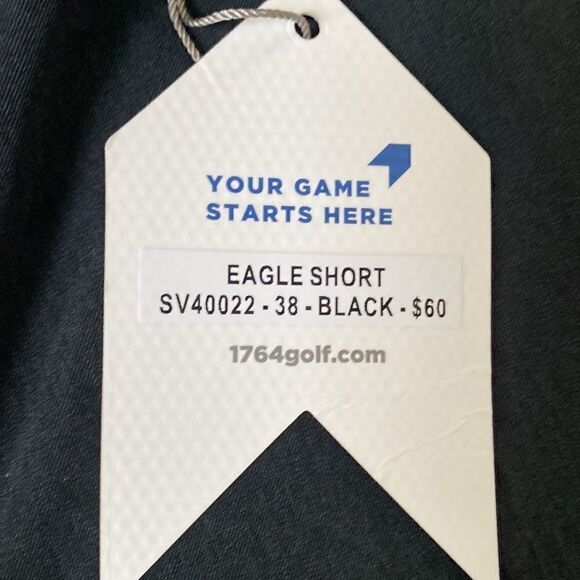 YOUR GAME
STARTS HERE
EAGLE SHORT
SV40022 - 38 - BLACK - $60
1764golf.com